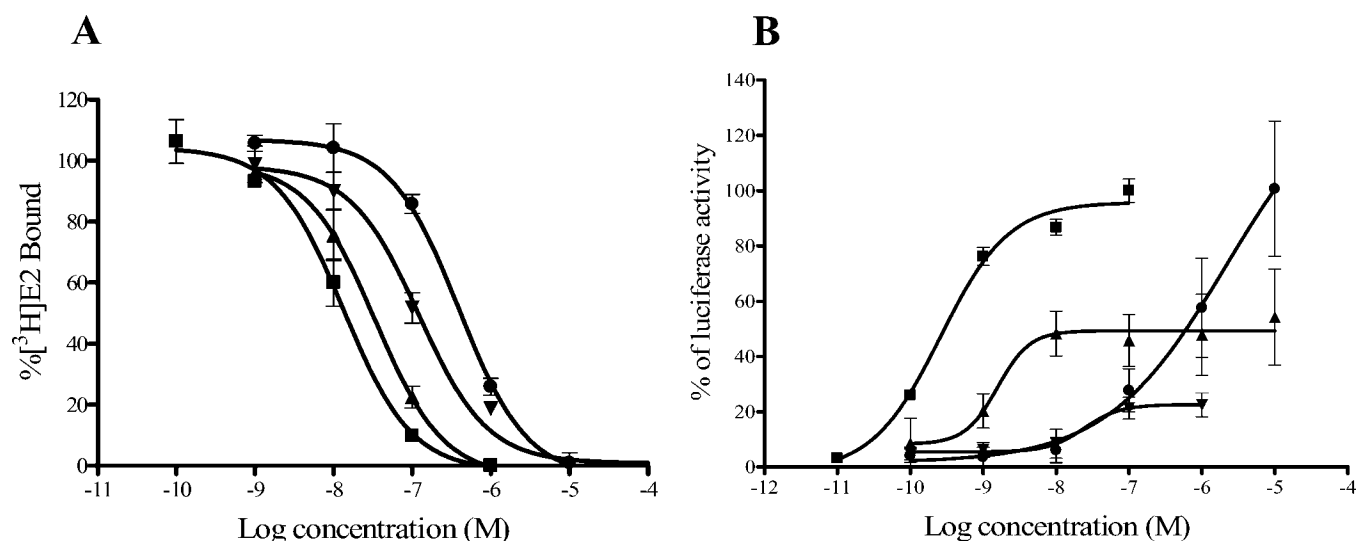 A
120
100
80
60
40
20
0
%[³H]E2 Bound
-11 -10 -9 -8 -7 -6 -5 -4
Log concentration (M)
B
140
120
100
80
60
40
20
0
% of luciferase activity
-12 -11 -10 -9 -8 -7 -6 -5 -4
Log concentration (M)